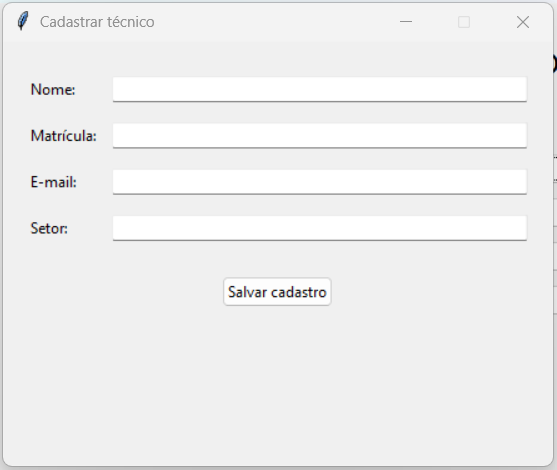 Cadastrar técnico
Nome:
Matrícula:
E-mail:
Setor:
Salvar cadastro